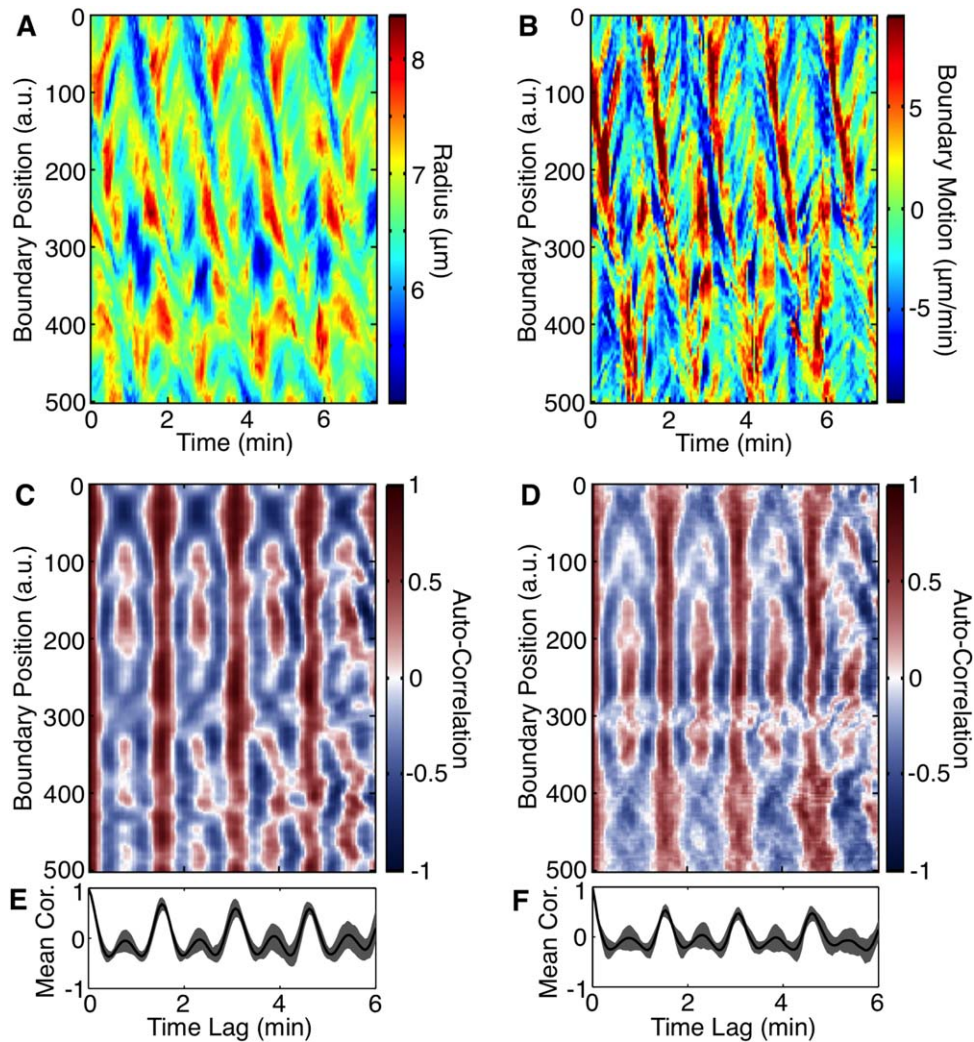 A
0
100
200
300
400
500
Boundary Position (a.u.)
0 2 4 6
Time (min)
8
7
6
Radius (µm)
B
0
100
200
300
400
500
Boundary Position (a.u.)
0 2 4 6
Time (min)
5
0
-5
Boundary Motion (µm/min)
C
0
100
200
300
400
500
Boundary Position (a.u.)
1
0.5
0
-0.5
-1
Auto-Correlation
D
0
100
200
300
400
500
Boundary Position (a.u.)
1
0.5
0
-0.5
-1
Auto-Correlation
E
1
0
-1
Mean Cor.
0 2 4 6
Time Lag (min)
F
1
0
-1
Mean Cor.
0 2 4 6
Time Lag (min)